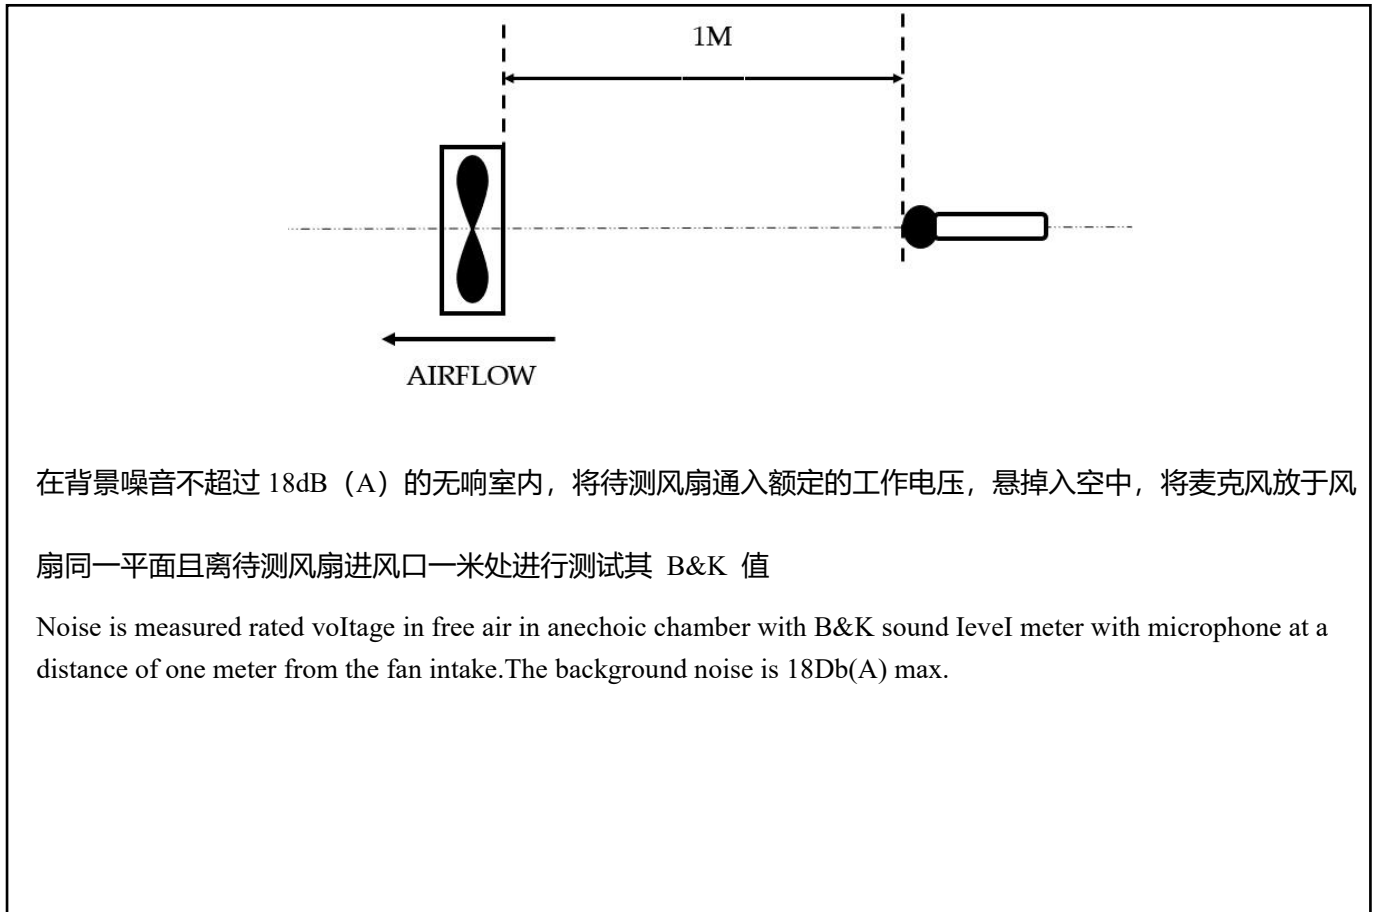 1M
AIRFLOW
在背景噪音不超过 18dB（A）的无响室内，将待测风扇通入额定的工作电压，悬掉入空中，将麦克风放于风
扇同一平面且离待测风扇进风口一米处进行测试其 B&K 值
Noise is measured rated voItage in free air in anechoic chamber with B&K sound IeveI meter with microphone at a
distance of one meter from the fan intake.The background noise is 18Db(A) max.